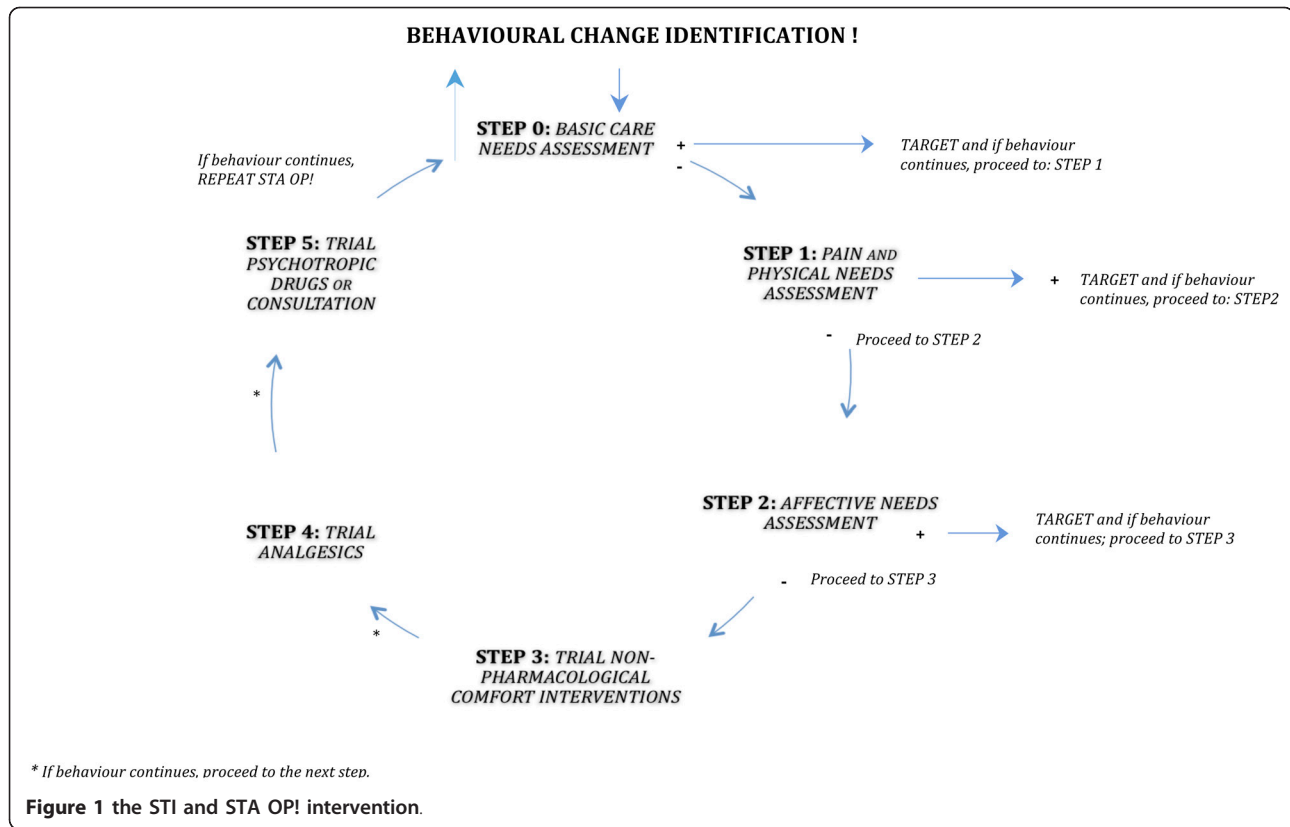 BEHAVIOURAL CHANGE IDENTIFICATION !
STEP 0: BASIC CARE
NEEDS ASSESSMENT
+
-
TARGET and if behaviour
continues, proceed to: STEP 1
If behaviour continues,
REPEAT STA OP!
STEP 1: PAIN AND
PHYSICAL NEEDS
ASSESSMENT
+ TARGET and if behaviour
continues, proceed to: STEP2
- Proceed to STEP 2
STEP 2: AFFECTIVE NEEDS
ASSESSMENT
+
TARGET and if behaviour
continues; proceed to STEP 3
- Proceed to STEP 3
STEP 3: TRIAL NON-
PHARMACOLOGICAL
COMFORT INTERVENTIONS
*
STEP 4: TRIAL
ANALGESICS
*
STEP 5: TRIAL
PSYCHOTROPIC
DRUGS OR
CONSULTATION
* If behaviour continues, proceed to the next step.
Figure 1 the STI and STA OP! intervention.